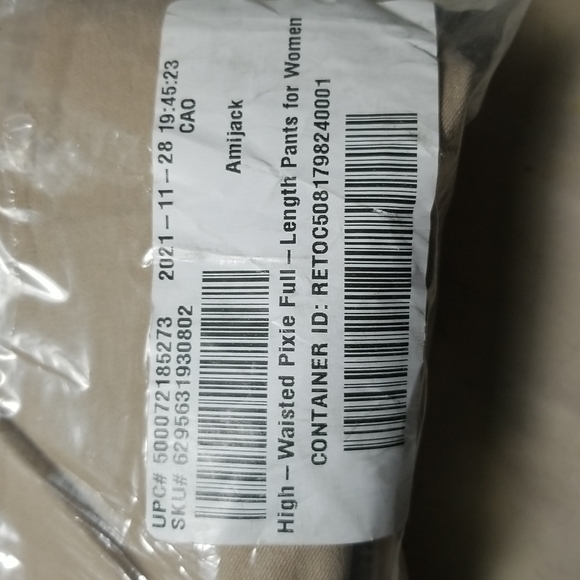 UPC# 500072185273 2021-11-28 19:45:23
SKU# 6295631930802 CAO
Amijack
High-Waisted Pixie Full-Length Pants for Women
CONTAINER ID: RETOC5081798240001